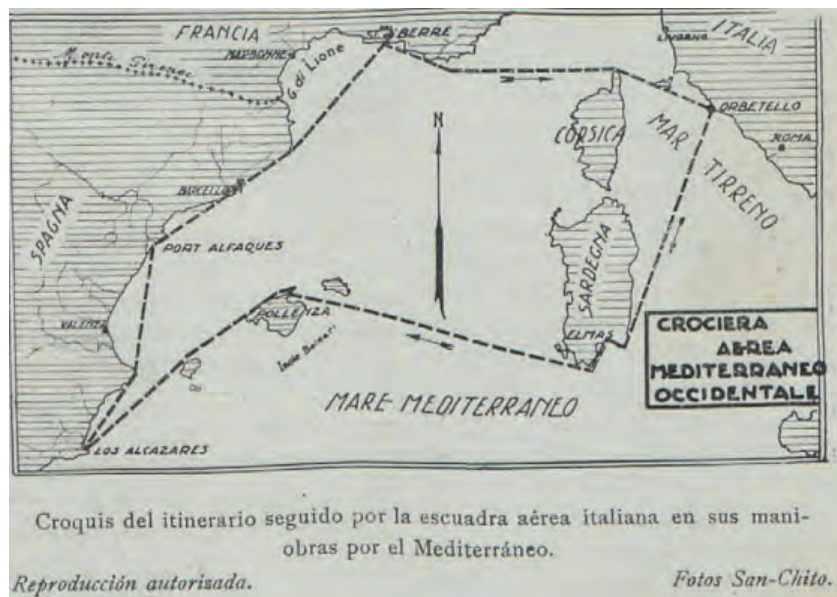 FRANCIA
ST. BERRE
NARBONNE
LIVORNO
ITALIA
Monti Pirenei
G. di Lione
ORBETELLO
N
CORSICA
MAR TIRRENO
ROMA
BARCELLONA
SPAGNA
PORT ALFAQUES
SARDEGNA
VALENZA
POLLENZA
Isole Baleari
ELMAS
CROCIERA
AEREA
MEDITERRANEO
OCCIDENTALE
MARE MEDITERRANEO
LOS ALCAZARES
Croquis del itinerario seguido por la escuadra aérea italiana en sus mani-
obras por el Mediterráneo.
Reproducción autorizada.
Fotos San-Chito.